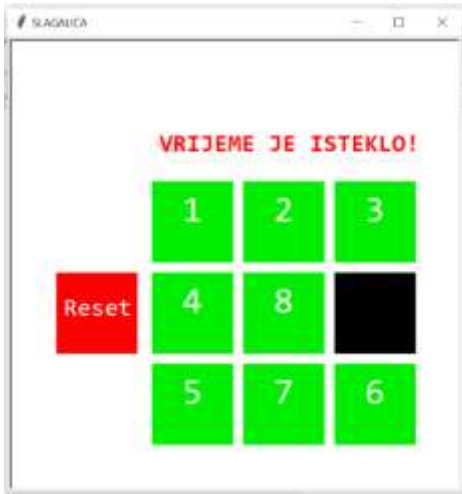 SLAGALICA
VRIJEME JE ISTEKLO!
1 2 3
Reset 4 8
5 7 6